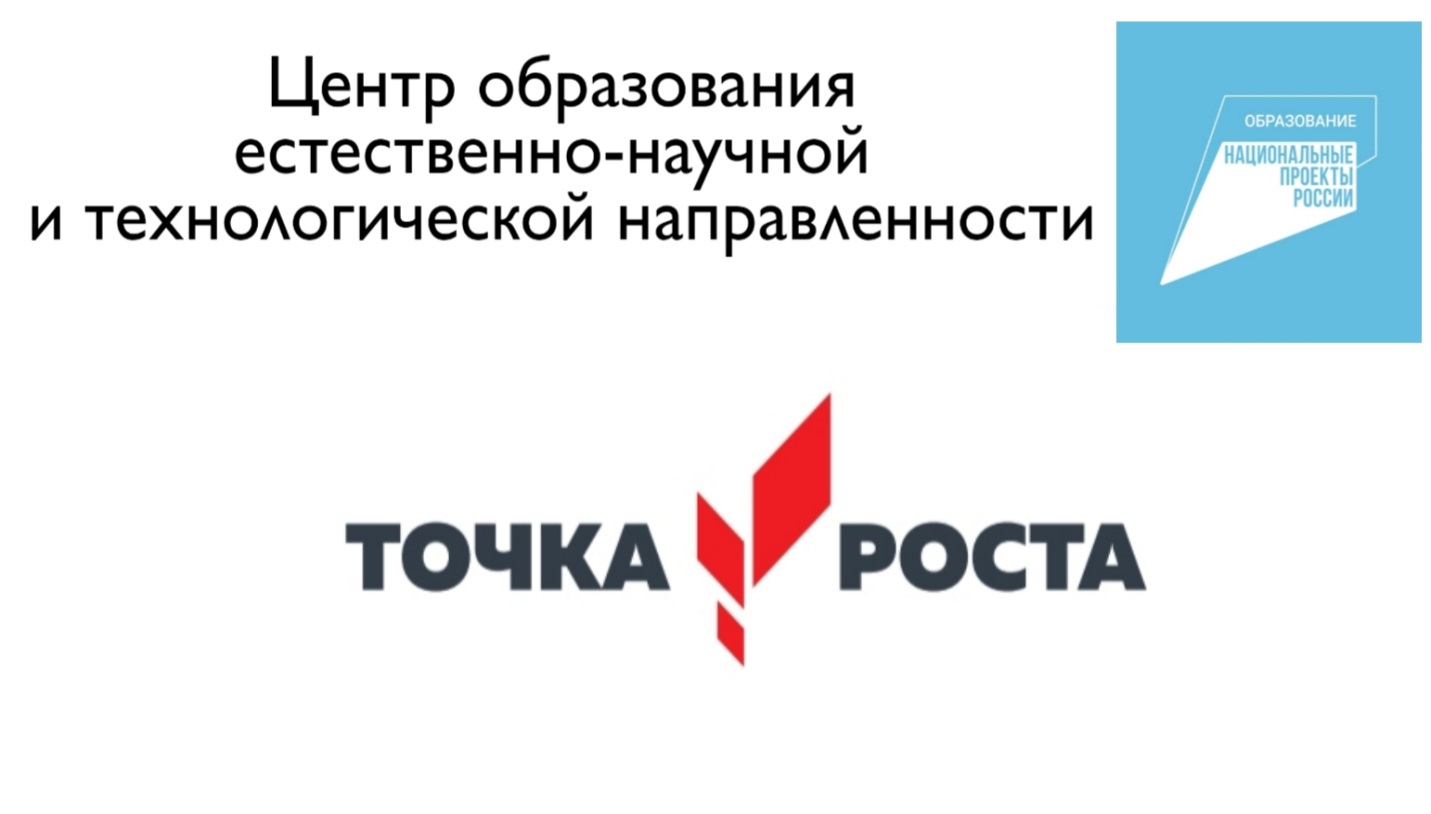 Центр образования
естественно-научной
и технологической направленности
ОБРАЗОВАНИЕ
НАЦИОНАЛЬНЫЕ
ПРОЕКТЫ
РОССИИ
ТОЧКА РОСТА